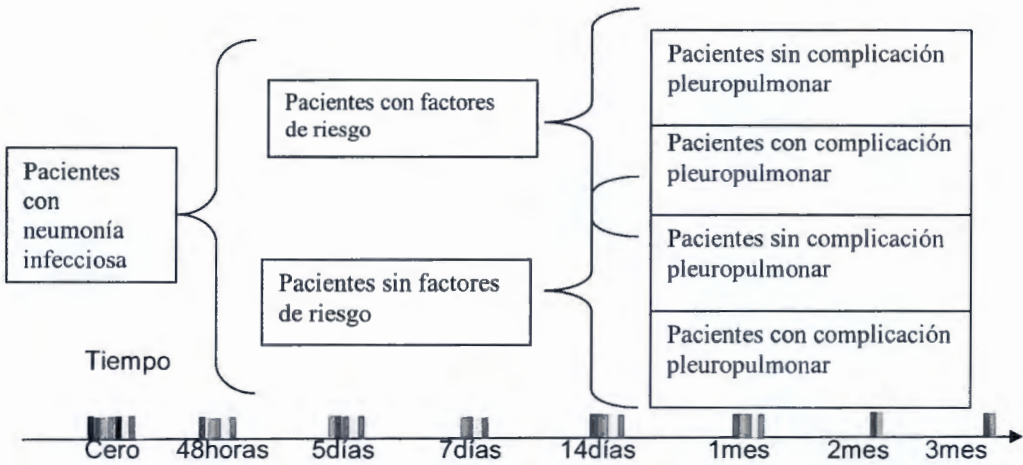 Pacientes
con
neumonía
infecciosa
Pacientes con factores
de riesgo
Pacientes sin factores
de riesgo
Pacientes sin complicación
pleuropulmonar
Pacientes con complicación
pleuropulmonar
Pacientes sin complicación
pleuropulmonar
Pacientes con complicación
pleuropulmonar
Tiempo
Cero 48horas 5días 7días 14días 1mes 2mes 3mes